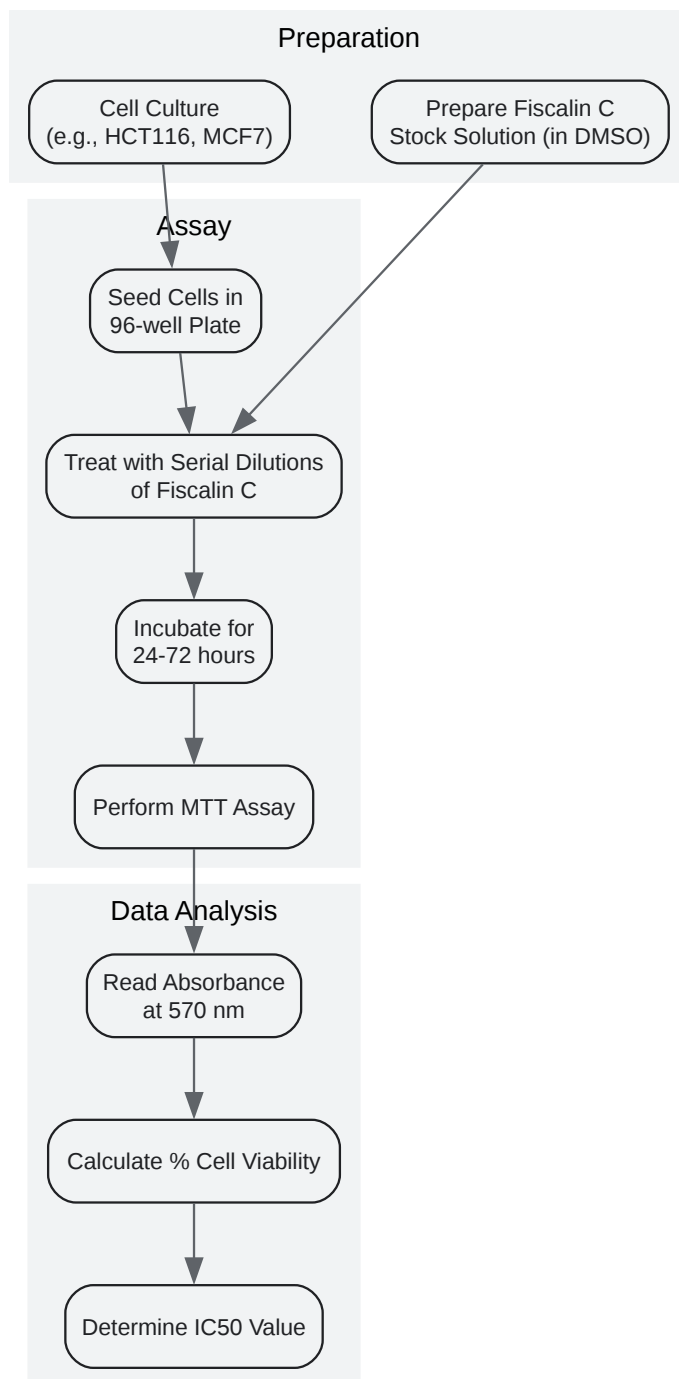 Preparation
Cell Culture
(e.g., HCT116, MCF7)
Prepare Fiscalin C
Stock Solution (in DMSO)
Assay
Seed Cells in
96-well Plate
Treat with Serial Dilutions
of Fiscalin C
Incubate for
24-72 hours
Perform MTT Assay
Data Analysis
Read Absorbance
at 570 nm
Calculate % Cell Viability
Determine IC50 Value